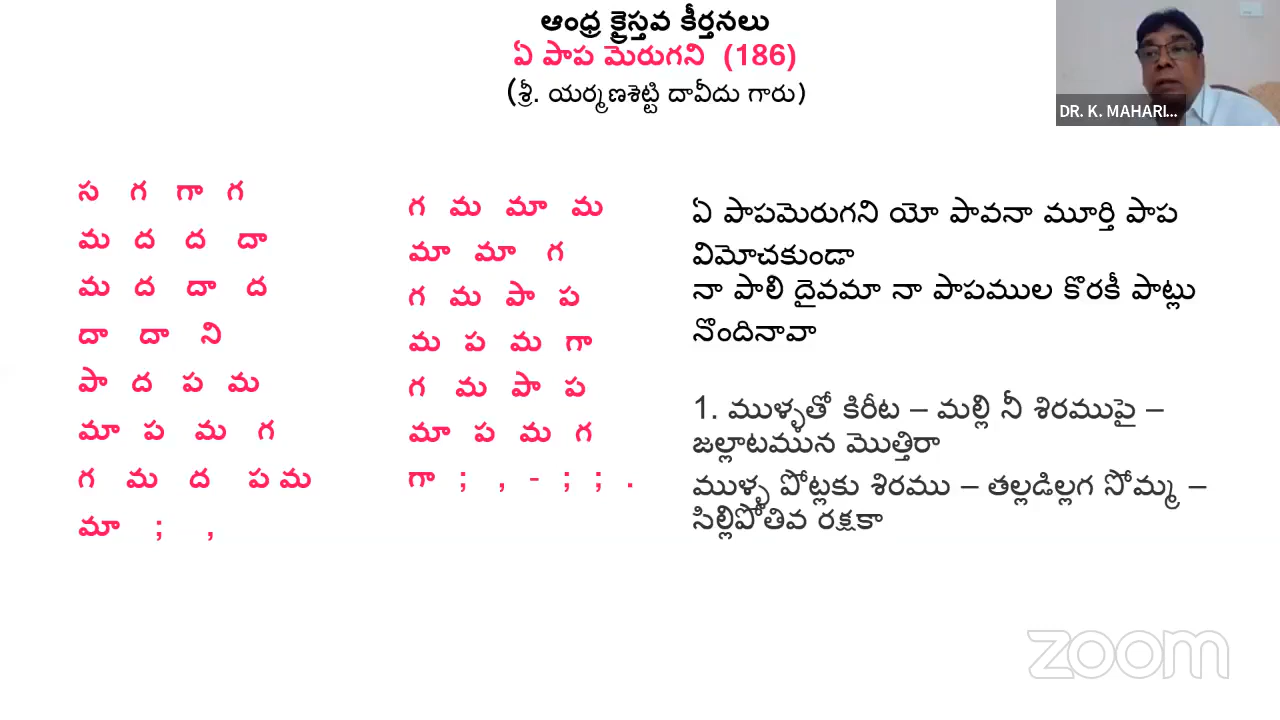 ఆంధ్ర క్రైస్తవ కీర్తనలు
ఏ పాప మెరుగని (186)
(శ్రీ. యర్మణశెట్టి దావీదు గారు)
DR. K. MAHARI...
స గ గా గ
మ ద ద దా
మ ద దా ద
దా దా ని
పా ద ప మ
మా ప మ గ
గ మ ద ప మ
మా ; ,
గ మ మా మ
మా మా గ
గ మ పా ప
మ ప మ గా
గ మ పా ప
మా ప మ గ
గా ; , - ; ; .
ఏ పాపమెరుగని యో పావనా మూర్తి పాప
విమోచకుండా
నా పాలి దైవమా నా పాపముల కొరకీ పాట్లు
నొందినావా
1. ముళ్ళతో కిరీట – మల్లి నీ శిరముపై –
జల్లాటమున మొత్తిరా
ముళ్ళ పోట్లకు శిరము – తల్లడిల్లగ సోమ్మ –
సిల్లిపోతివ రక్షకా
zoom